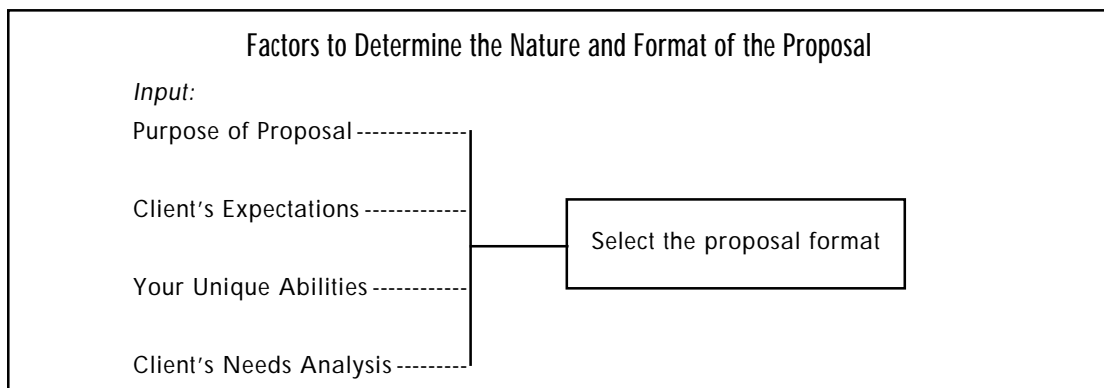 Factors to Determine the Nature and Format of the Proposal
Input:
Purpose of Proposal
Client's Expectations
Select the proposal format
Your Unique Abilities
Client's Needs Analysis